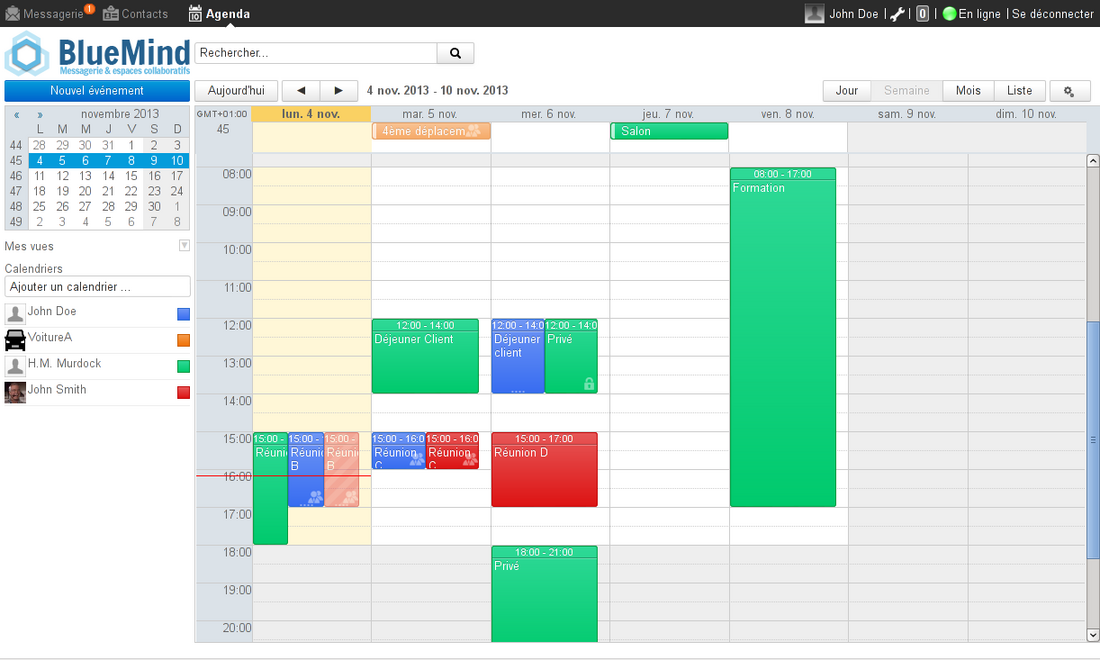 Messagerie 1 Contacts Agenda John Doe 0 En ligne Se déconnecter
BlueMind
Messagerie & espaces collaboratifs
Rechercher...
Nouvel événement
Aujourd'hui 4 nov. 2013 - 10 nov. 2013 Jour Semaine Mois Liste
« » novembre 2013
L M M J V S D
44 28 29 30 31 1 2 3
45 4 5 6 7 8 9 10
46 11 12 13 14 15 16 17
47 18 19 20 21 22 23 24
48 25 26 27 28 29 30 1
49 2 3 4 5 6 7 8
Mes vues
Calendriers
Ajouter un calendrier ...
John Doe
VoitureA
H.M. Murdock
John Smith
GMT+01:00 lun. 4 nov. mar. 5 nov. mer. 6 nov. jeu. 7 nov. ven. 8 nov. sam. 9 nov. dim. 10 nov.
45 4ème déplacem Salon
08:00 08:00 - 17:00
Formation
09:00
10:00
11:00
12:00 12:00 - 14:00 12:00 - 14:0 12:00 - 14:0
Déjeuner Client Déjeuner client Privé
13:00
14:00
15:00 15:00 - 15:00 - 15:00 - 15:00 - 16:0 15:00 - 16:0 15:00 - 17:00
Réuni Réuni B Réuni B Réunion C Réunion C Réunion D
16:00
17:00
18:00 18:00 - 21:00
Privé
19:00
20:00